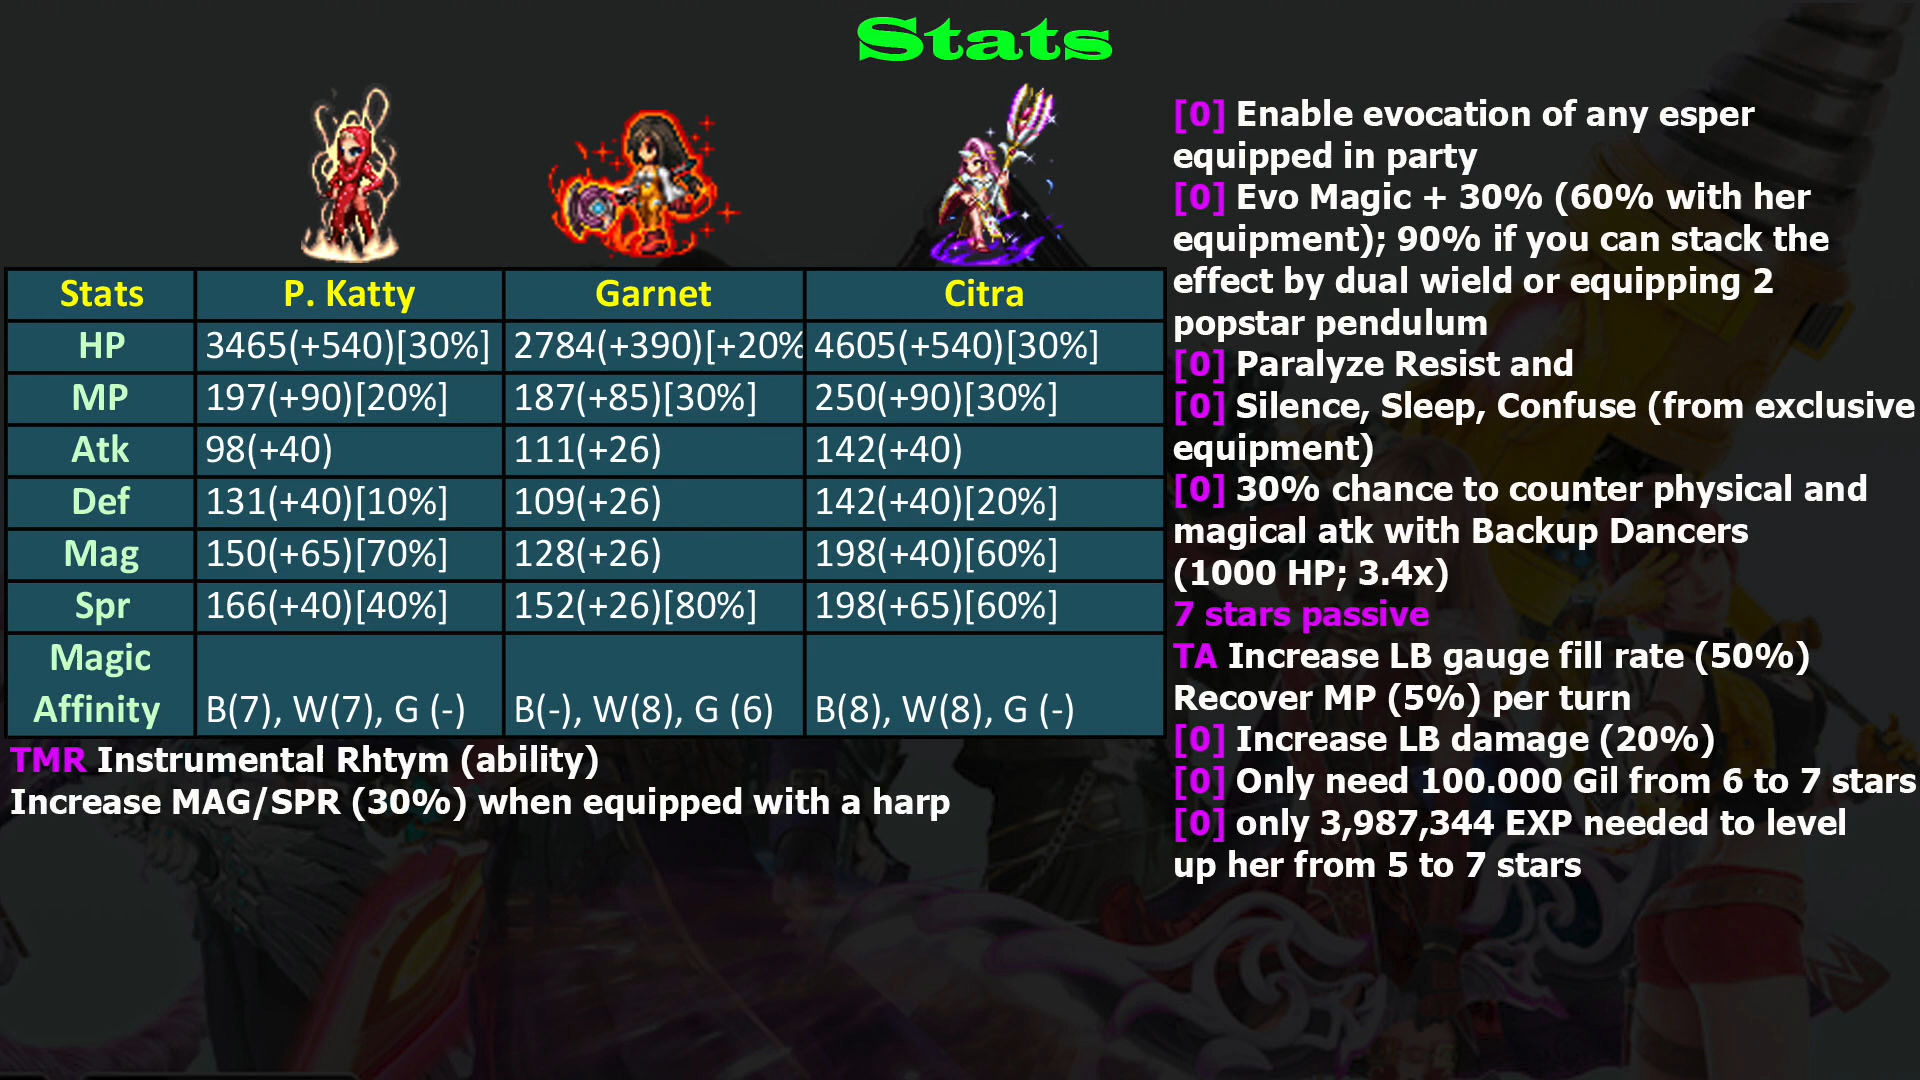 Stats
Stats P. Katty Garnet Citra
HP 3465(+540)[30%] 2784(+390)[+20% 4605(+540)[30%]
MP 197(+90)[20%] 187(+85)[30%] 250(+90)[30%]
Atk 98(+40) 111(+26) 142(+40)
Def 131(+40)[10%] 109(+26) 142(+40)[20%]
Mag 150(+65)[70%] 128(+26) 198(+40)[60%]
Spr 166(+40)[40%] 152(+26)[80%] 198(+65)[60%]
Magic
Affinity B(7), W(7), G (-) B(-), W(8), G (6) B(8), W(8), G (-)
TMR Instrumental Rhtym (ability)
Increase MAG/SPR (30%) when equipped with a harp
[0] Enable evocation of any esper
equipped in party
[0] Evo Magic + 30% (60% with her
equipment); 90% if you can stack the
effect by dual wield or equipping 2
popstar pendulum
[0] Paralyze Resist and
[0] Silence, Sleep, Confuse (from exclusive
equipment)
[0] 30% chance to counter physical and
magical atk with Backup Dancers
(1000 HP; 3.4x)
7 stars passive
TA Increase LB gauge fill rate (50%)
Recover MP (5%) per turn
[0] Increase LB damage (20%)
[0] Only need 100.000 Gil from 6 to 7 stars
[0] only 3,987,344 EXP needed to level
up her from 5 to 7 stars